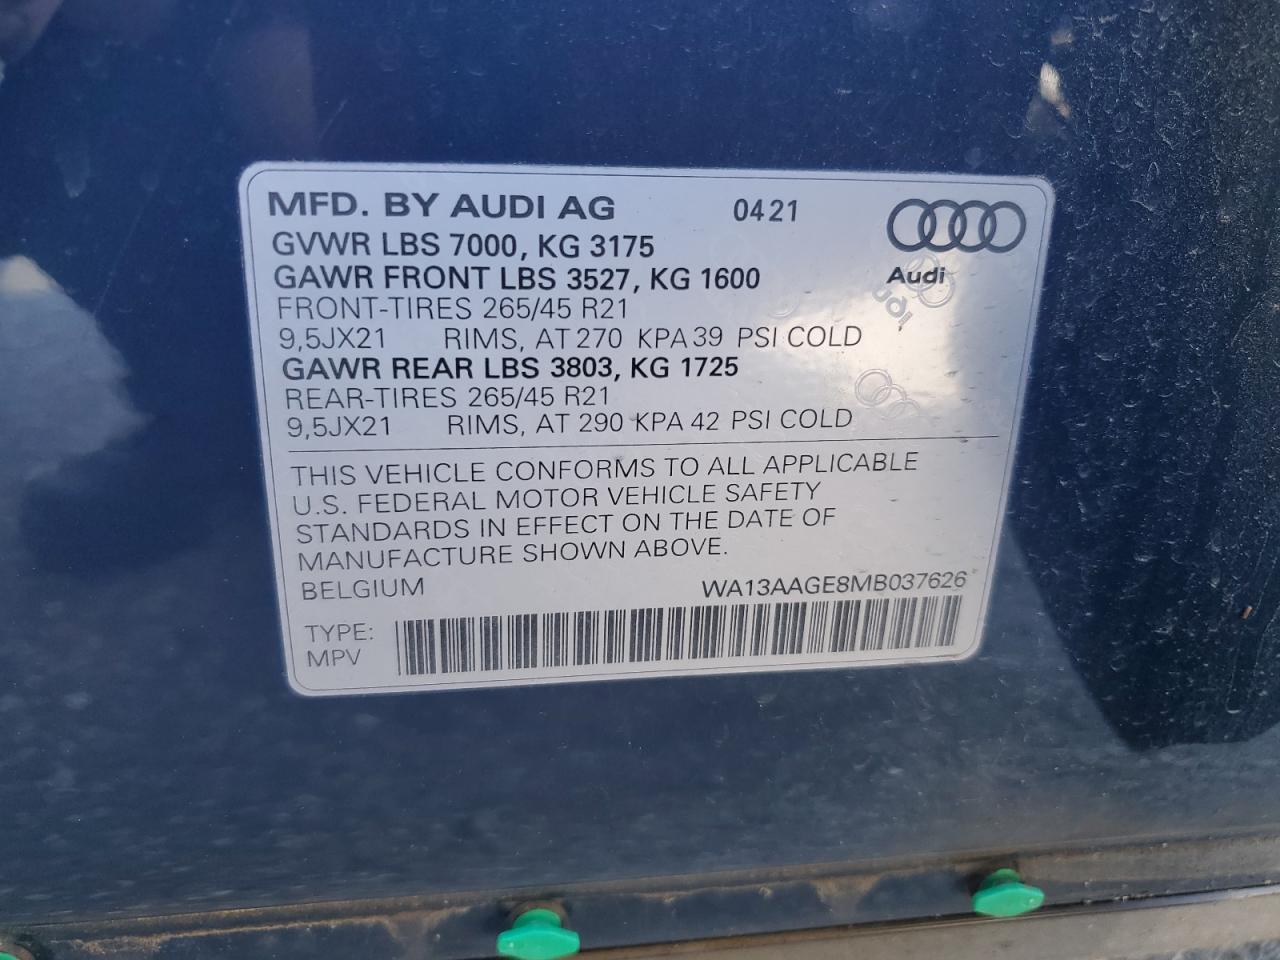 MFD. BY AUDI AG 0421
GVWR LBS 7000, KG 3175
GAWR FRONT LBS 3527, KG 1600
Audi
FRONT-TIRES 265/45 R21
9,5JX21 RIMS, AT 270 KPA 39 PSI COLD
GAWR REAR LBS 3803, KG 1725
REAR-TIRES 265/45 R21
9,5JX21 RIMS, AT 290 KPA 42 PSI COLD
THIS VEHICLE CONFORMS TO ALL APPLICABLE
U.S. FEDERAL MOTOR VEHICLE SAFETY
STANDARDS IN EFFECT ON THE DATE OF
MANUFACTURE SHOWN ABOVE.
BELGIUM WA13AAGE8MB037626
TYPE:
MPV